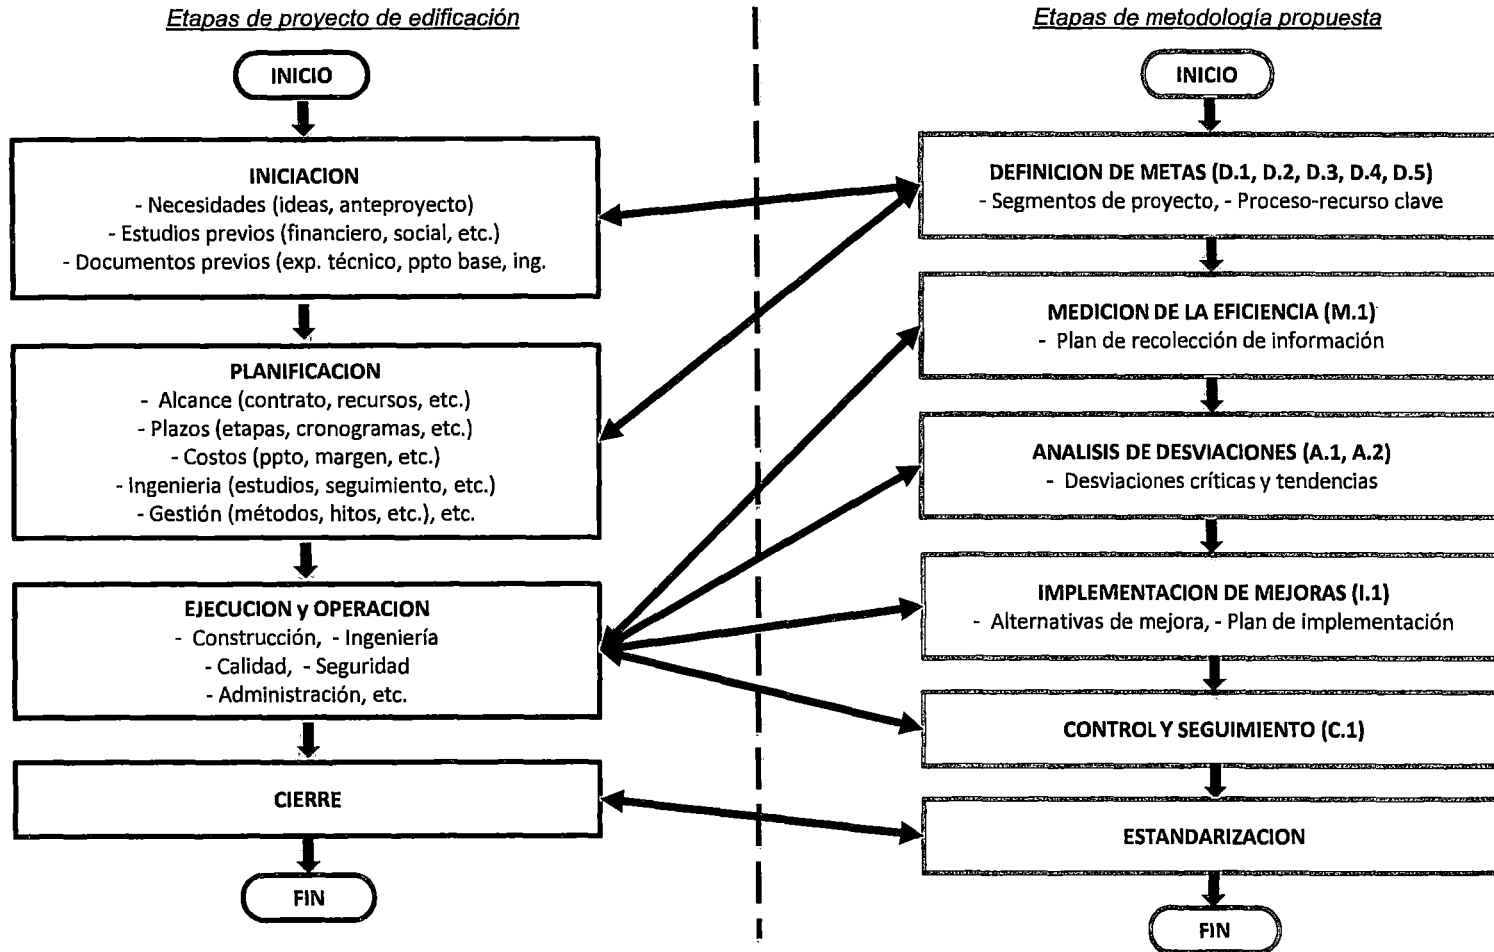 Etapas de proyecto de edificación
INICIO
INICIACION
- Necesidades (ideas, anteproyecto)
- Estudios previos (financiero, social, etc.)
- Documentos previos (exp. técnico, ppto base, ing.
PLANIFICACION
- Alcance (contrato, recursos, etc.)
- Plazos (etapas, cronogramas, etc.)
- Costos (ppto, margen, etc.)
- Ingenieria (estudios, seguimiento, etc.)
- Gestión (métodos, hitos, etc.), etc.
EJECUCION y OPERACION
- Construcción, - Ingeniería
- Calidad, - Seguridad
- Administración, etc.
CIERRE
FIN
Etapas de metodología propuesta
INICIO
DEFINICION DE METAS (D.1, D.2, D.3, D.4, D.5)
- Segmentos de proyecto, - Proceso-recurso clave
MEDICION DE LA EFICIENCIA (M.1)
- Plan de recolección de información
ANALISIS DE DESVIACIONES (A.1, A.2)
- Desviaciones críticas y tendencias
IMPLEMENTACION DE MEJORAS (I.1)
- Alternativas de mejora, - Plan de implementación
CONTROL Y SEGUIMIENTO (C.1)
ESTANDARIZACION
FIN